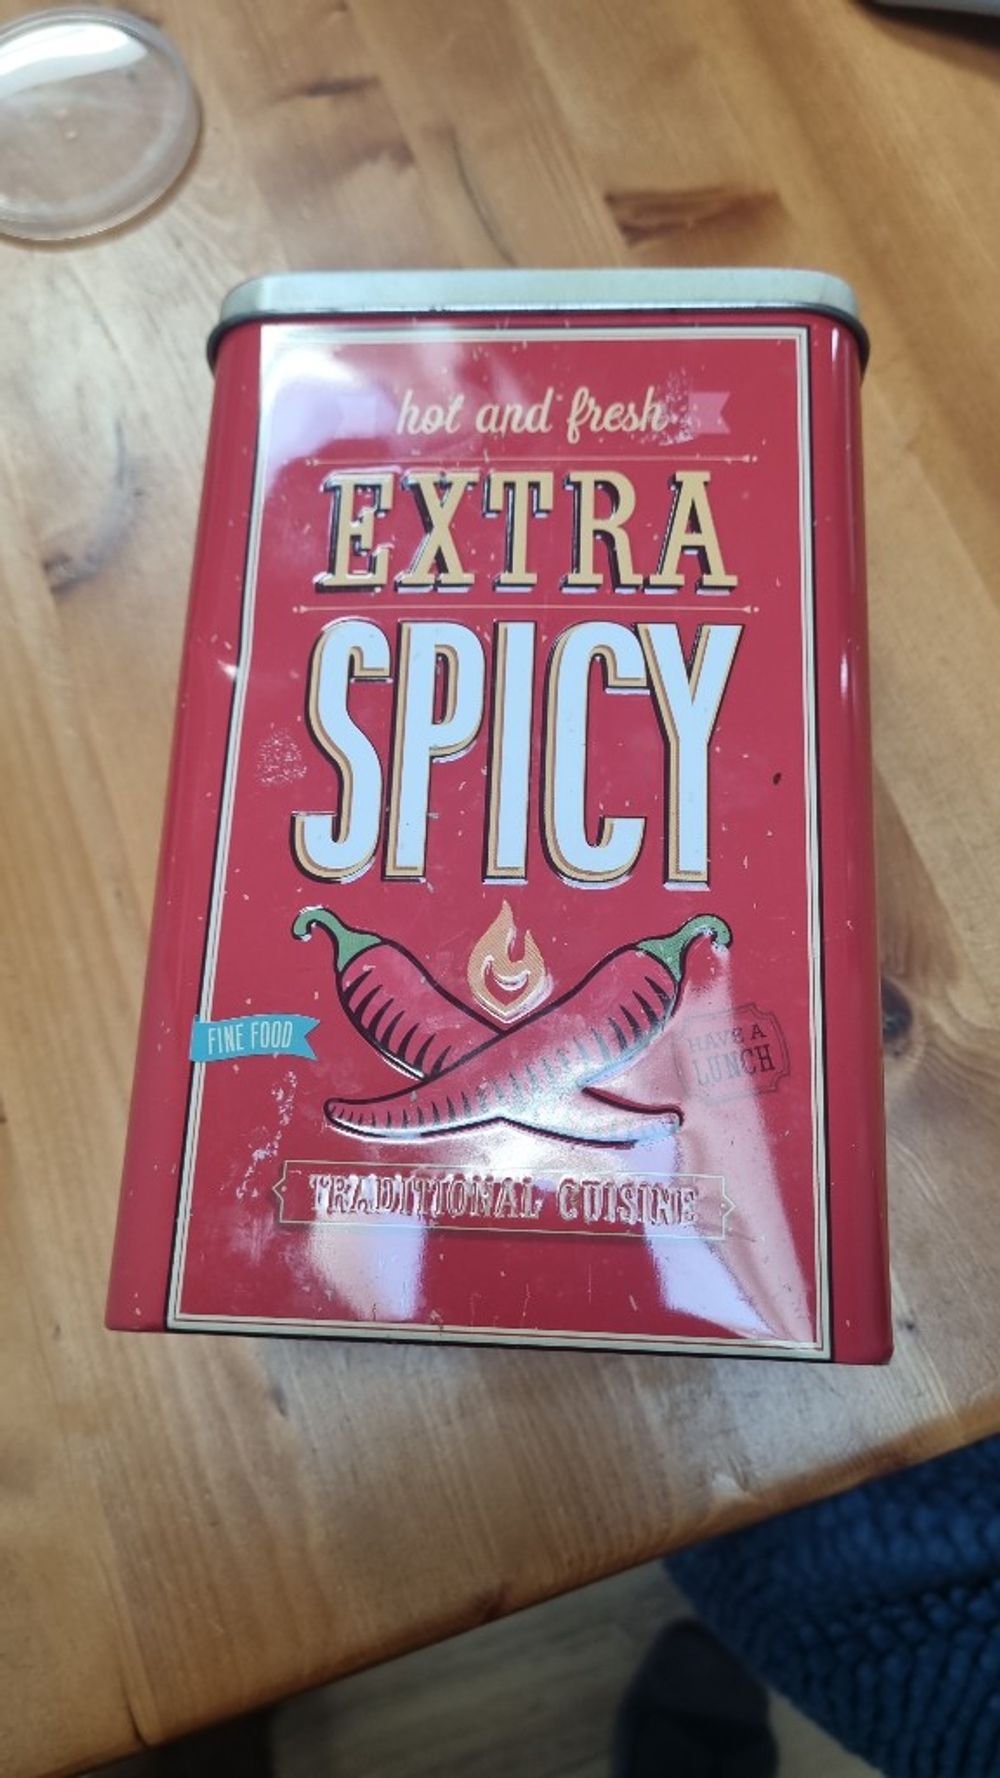 hot and fresh
EXTRA
SPICY
FINE FOOD
HAVE A
LUNCH
TRADITIONAL CUISINE